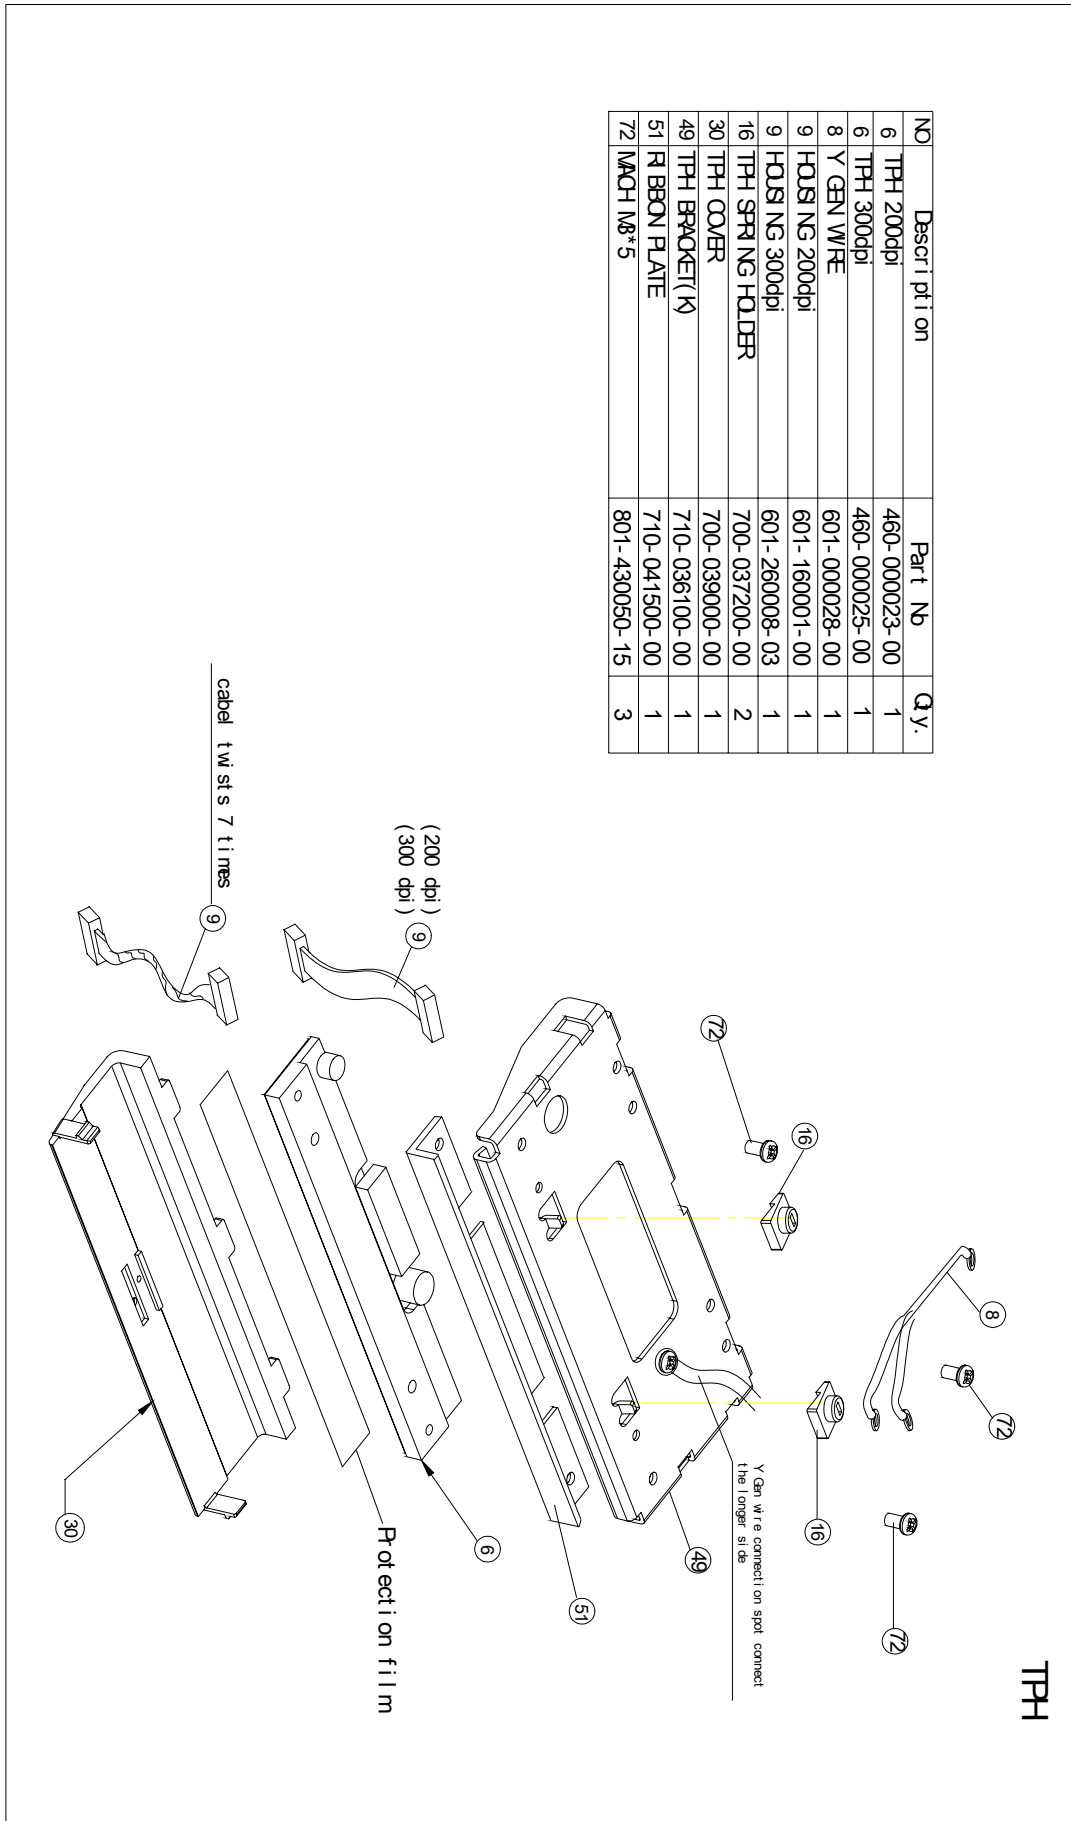 TPH
NO Description Part No Qty.
6 TPH 200dpi 460-000023-00 1
6 TPH 300dpi 460-000025-00 1
8 Y GEN WIRE 601-000028-00 1
9 HOUSING 200dpi 601-160001-00 1
9 HOUSING 300dpi 601-260008-03 1
16 TPH SPRING HOLDER 700-037200-00 2
30 TPH COVER 700-039000-00 1
49 TPH BRACKET(K) 710-036100-00 1
51 RIBBON PLATE 710-041500-00 1
72 MACH M3*5 801-430050-15 3
8
72
72
16
16
72
Y Gen wire connection spot connect
the longer side
49
51
(200 dpi)
(300 dpi)
9
6
Protection film
cabel twists 7 times
9
30